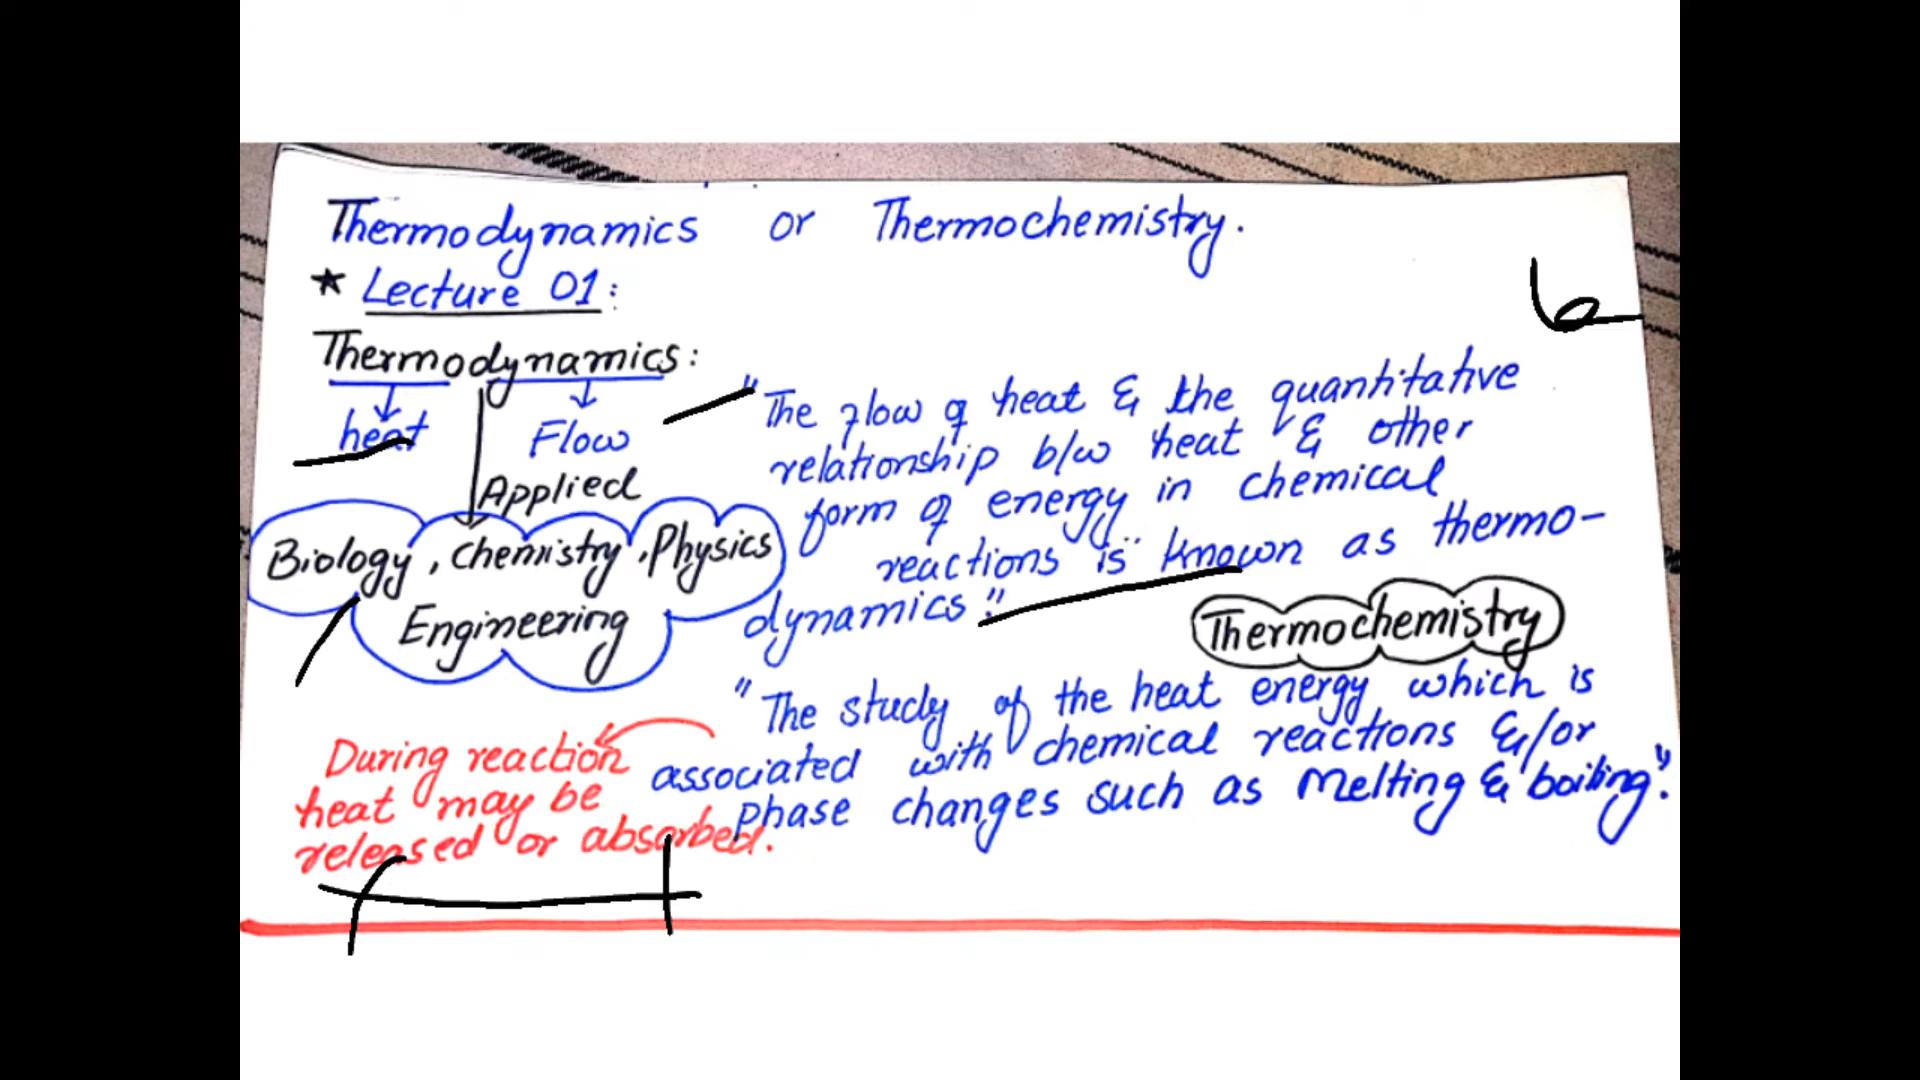 Thermodynamics or Thermochemistry.
* Lecture 01:
Thermodynamics:
heat Flow
Applied
Biology, Chemistry, Physics
Engineering
"The flow of heat & the quantitative
relationship b/w heat & other
form of energy in chemical
reactions is" known as thermo-
dynamics."
Thermochemistry
"The study of the heat energy which is
associated with chemical reactions &/or
phase changes such as Melting & boiling".
During reaction
heat may be
released or absorbed.